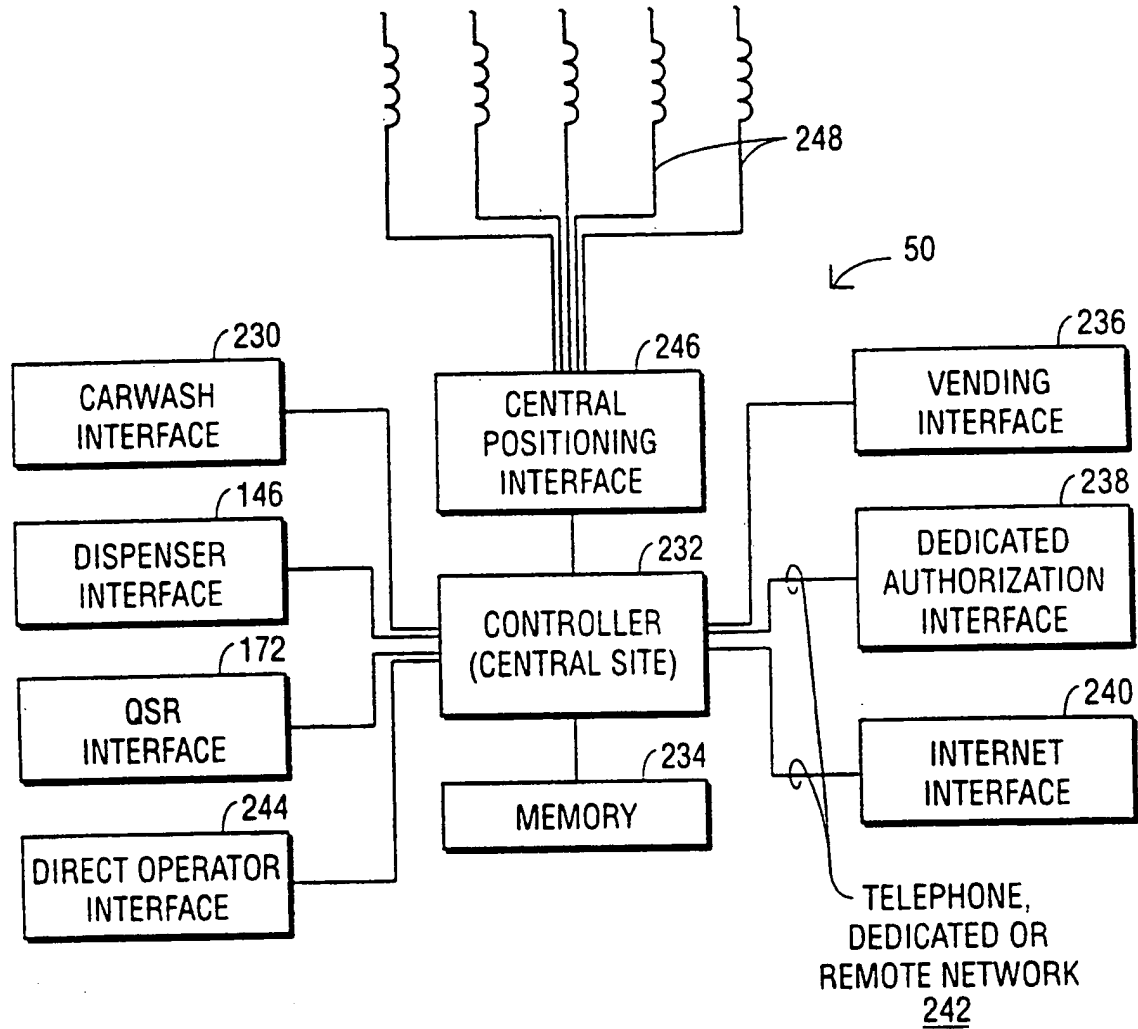 248
50
230
CARWASH
INTERFACE
246
CENTRAL
POSITIONING
INTERFACE
236
VENDING
INTERFACE
146
DISPENSER
INTERFACE
232
CONTROLLER
(CENTRAL SITE)
238
DEDICATED
AUTHORIZATION
INTERFACE
172
QSR
INTERFACE
234
MEMORY
240
INTERNET
INTERFACE
244
DIRECT OPERATOR
INTERFACE
TELEPHONE,
DEDICATED OR
REMOTE NETWORK
242